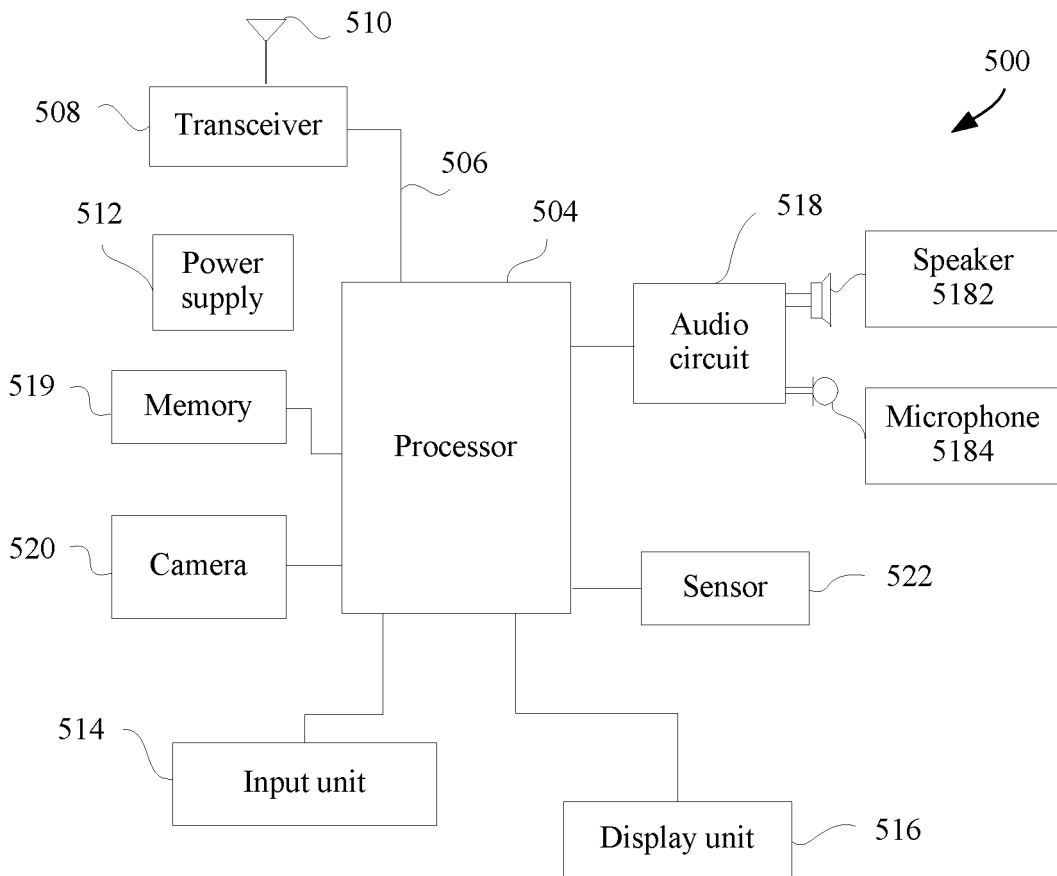 510
500
508
Transceiver
506
512
504
518
Power
supply
Speaker
5182
Audio
circuit
519
Memory
Microphone
5184
Processor
520
Camera
Sensor
522
514
Input unit
Display unit
516